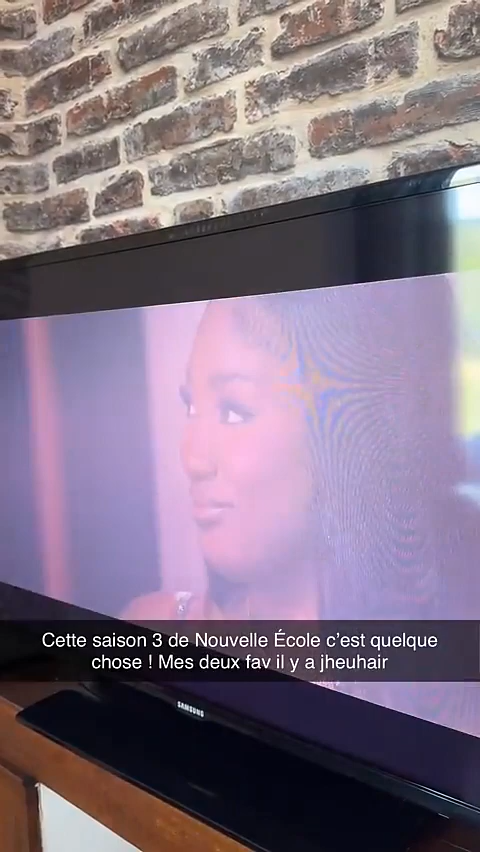 Cette saison 3 de Nouvelle École c’est quelque
chose ! Mes deux fav il y a jheuhair
SAMSUNG